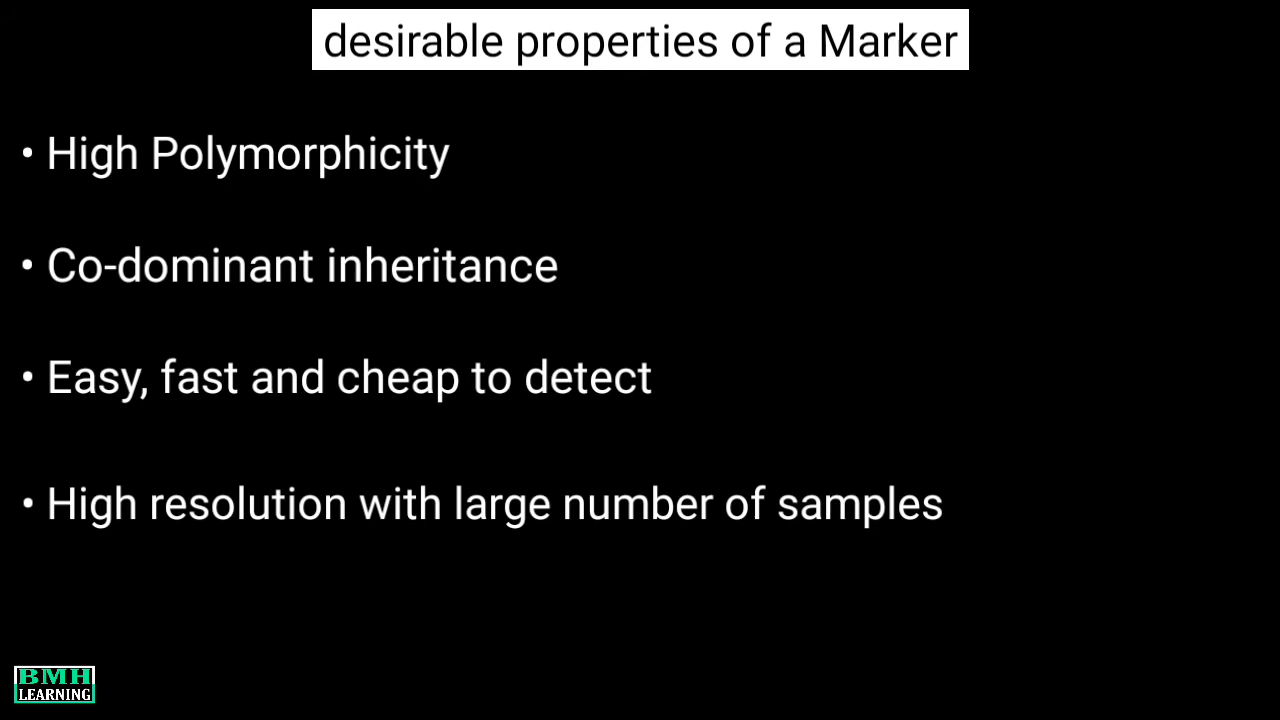 desirable properties of a Marker
• High Polymorphicity
• Co-dominant inheritance
• Easy, fast and cheap to detect
• High resolution with large number of samples
BMH
LEARNING